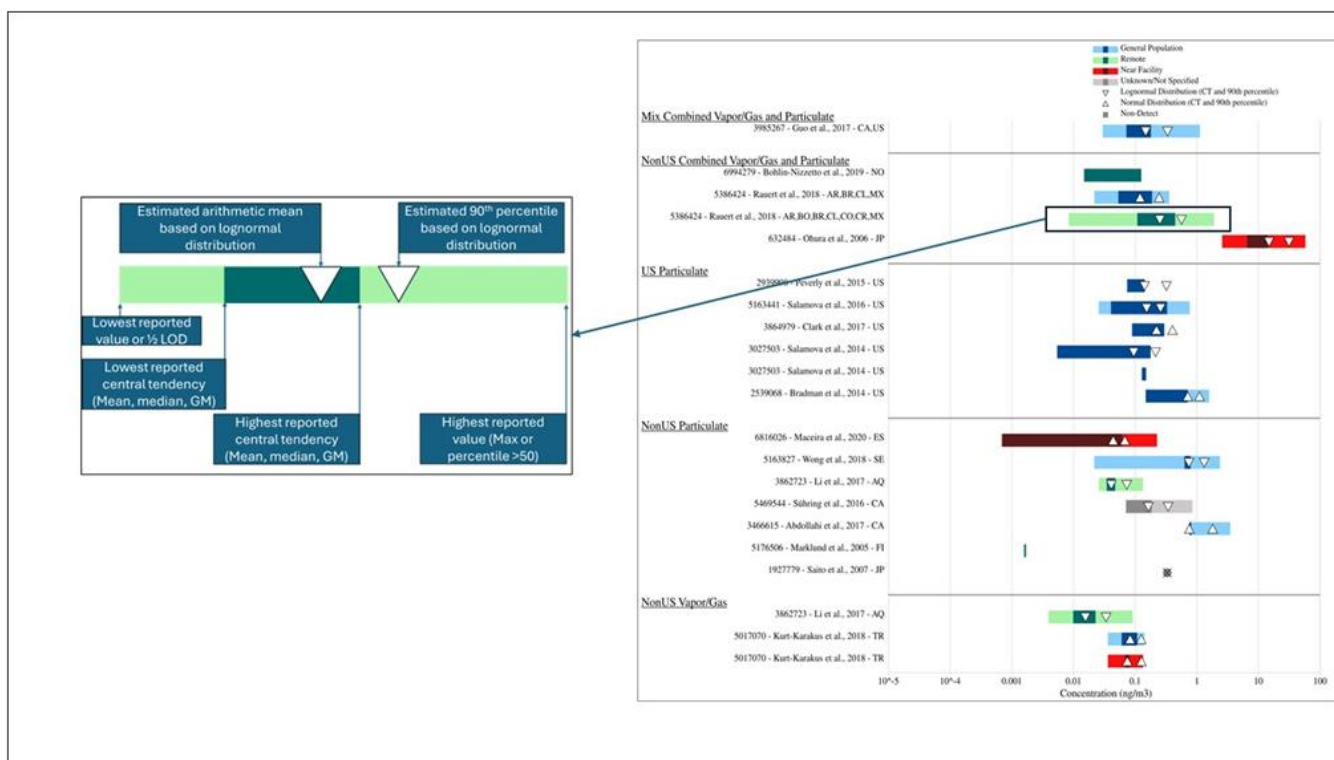 General Population
Remote
Near Facility
Unknown/Not Specified
Lognormal Distribution (CT and 90th percentile)
Normal Distribution (CT and 90th percentile)
Non-Detect
Mix Combined Vapor/Gas and Particulate
3985267 - Guo et al., 2017 - CA,US
NonUS Combined Vapor/Gas and Particulate
6994279 - Bohlin-Nizzetto et al., 2019 - NO
5386424 - Rauert et al., 2018 - AR,BR,CL,MX
5386424 - Rauert et al., 2018 - AR,BO,BR,CL,CO,CR,MX
632484 - Ohura et al., 2006 - JP
US Particulate
2939900 - Peverly et al., 2015 - US
5163441 - Salamova et al., 2016 - US
3864979 - Clark et al., 2017 - US
3027503 - Salamova et al., 2014 - US
3027503 - Salamova et al., 2014 - US
2539068 - Bradman et al., 2014 - US
NonUS Particulate
6816026 - Maceira et al., 2020 - ES
5163827 - Wong et al., 2018 - SE
3862723 - Li et al., 2017 - AQ
5469544 - Sühring et al., 2016 - CA
3466615 - Abdollahi et al., 2017 - CA
5176506 - Marklund et al., 2005 - FI
1927779 - Saito et al., 2007 - JP
NonUS Vapor/Gas
3862723 - Li et al., 2017 - AQ
5017070 - Kurt-Karakus et al., 2018 - TR
5017070 - Kurt-Karakus et al., 2018 - TR
10^-5
10^-4
0.001
0.01
0.1
1
10
100
Concentration (ng/m3)
Estimated arithmetic mean
based on lognormal
distribution
Estimated 90th percentile
based on lognormal
distribution
Lowest reported
value or ½ LOD
Lowest reported
central tendency
(Mean, median, GM)
Highest reported
central tendency
(Mean, median, GM)
Highest reported
value (Max or
percentile >50)